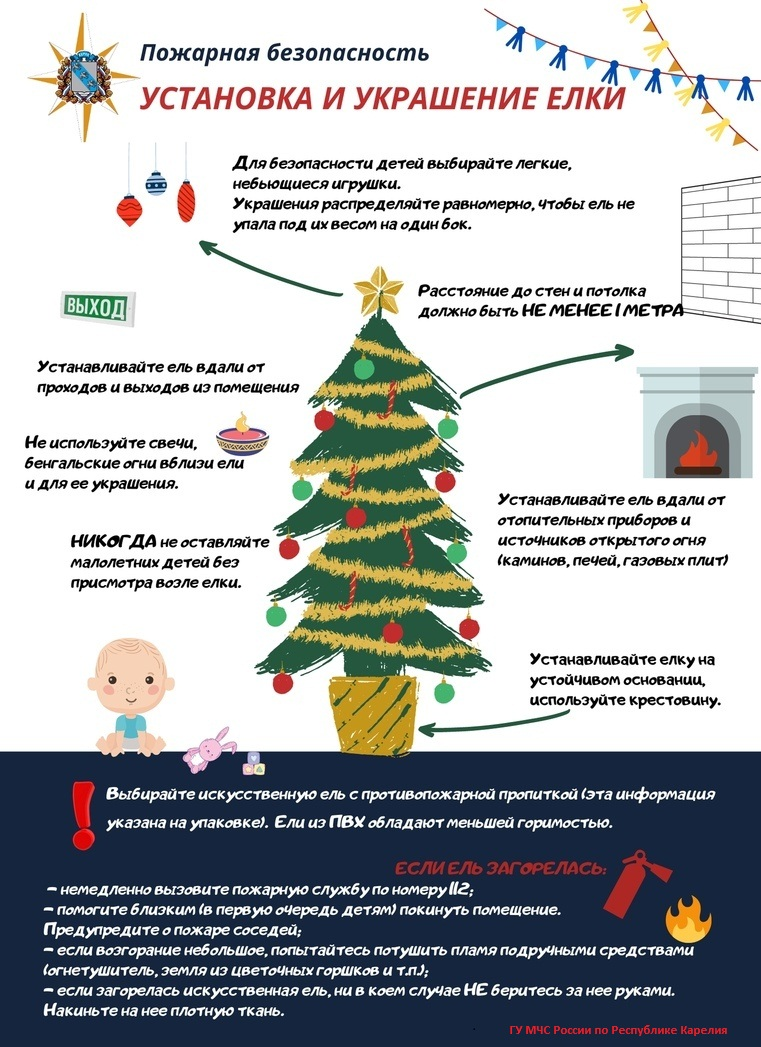 Пожарная безопасность
УСТАНОВКА И УКРАШЕНИЕ ЕЛКИ
Для безопасности детей выбирайте легкие,
небьющиеся игрушки.
Украшения распределяйте равномерно, чтобы ель не
упала под их весом на один бок.
Расстояние до стен и потолка
должно быть НЕ МЕНЕЕ 1 МЕТРА
ВЫХОД
Устанавливайте ель вдали от
проходов и выходов из помещения
Не используйте свечи,
бенгальские огни вблизи ели
и для ее украшения.
Устанавливайте ель вдали от
отопительных приборов и
источников открытого огня
(каминов, печей, газовых плит)
НИКОГДА не оставляйте
малолетних детей без
присмотра возле елки.
Устанавливайте елку на
устойчивом основании,
используйте крестовину.
Выбирайте искусственную ель с противопожарной пропиткой (эта информация
указана на упаковке). Ели из ПВХ обладают меньшей горимостью.
ЕСЛИ ЕЛЬ ЗАГОРЕЛАСЬ:
– немедленно вызовите пожарную службу по номеру 112;
– помогите близким (в первую очередь детям) покинуть помещение.
Предупредите о пожаре соседей;
– если возгорание небольшое, попытайтесь потушить пламя подручными средствами
(огнетушитель, земля из цветочных горшков и т.п.);
– если загорелась искусственная ель, ни в коем случае НЕ беритесь за нее руками.
Накиньте на нее плотную ткань.
ГУ МЧС России по Республике Карелия